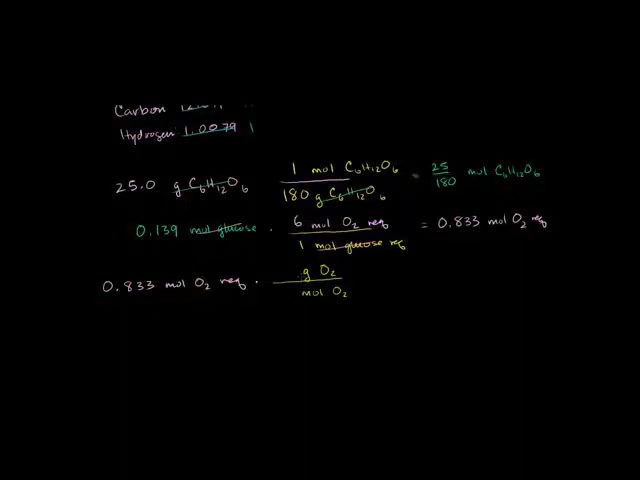 Carbon
Hydrogen 1.0079 1
25.0 g C₆H₁₂O₆ · 1 mol C₆H₁₂O₆ / 180 g C₆H₁₂O₆ = 25/180 mol C₆H₁₂O₆
0.139 mol glucose · 6 mol O₂ req / 1 mol glucose req = 0.833 mol O₂ req
0.833 mol O₂ req · g O₂ / mol O₂